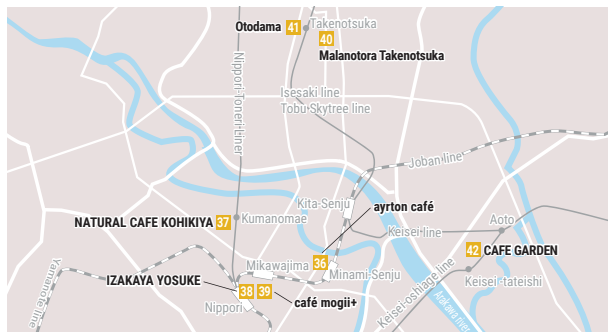 Otodama 41 Takenotsuka
40
Malanotora Takenotsuka
Nippori-Toneri Liner
Isesaki line
Tobu Skytree line
Joban line
Kita-Senju
ayrton café
NATURAL CAFE KOHIKIYA 37 Kumanomae
Keisei line
Aoto
42 CAFE GARDEN
Mikawajima 36
Minami-Senju
Keisei-tateishi
IZAKAYA YOSUKE
38 39 café mogii+
Nippori
Yamanote line
Keisei-oshiage line
Arakawa river